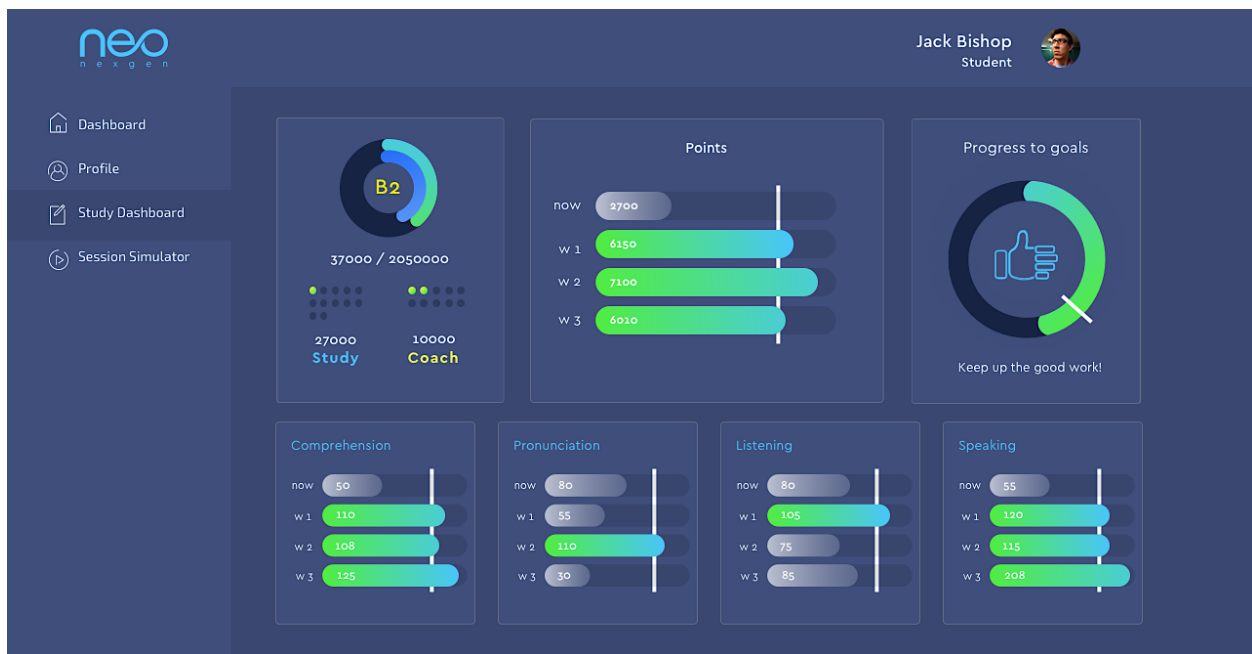 neo
nexgen
Jack Bishop
Student
Dashboard
Profile
Study Dashboard
Session Simulator
B2
37000 / 2050000
27000
Study
10000
Coach
Points
now 2700
w 1 6150
w 2 7100
w 3 6010
Progress to goals
Keep up the good work!
Comprehension
now 50
w 1 110
w 2 108
w 3 125
Pronunciation
now 80
w 1 55
w 2 110
w 3 30
Listening
now 80
w 1 105
w 2 75
w 3 85
Speaking
now 55
w 1 120
w 2 115
w 3 208